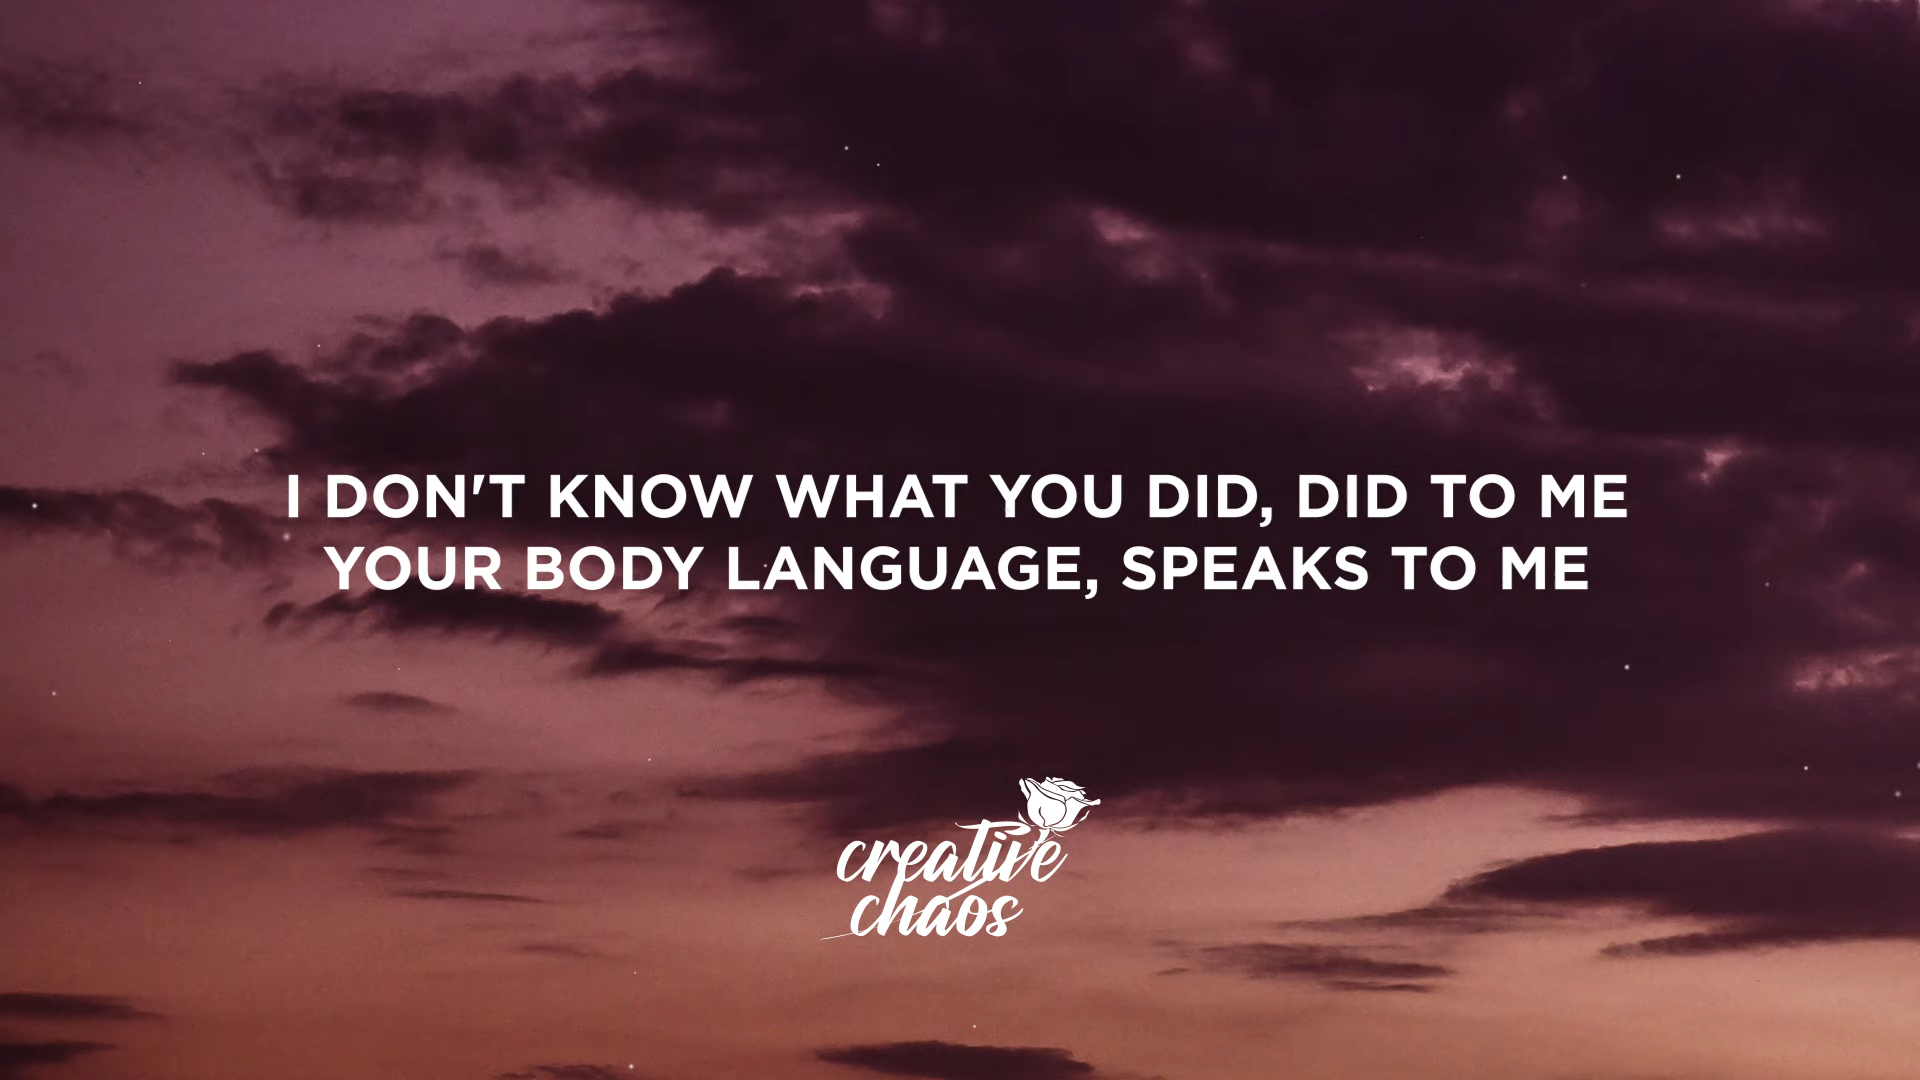 I DON'T KNOW WHAT YOU DID, DID TO ME
YOUR BODY LANGUAGE, SPEAKS TO ME
creative
chaos